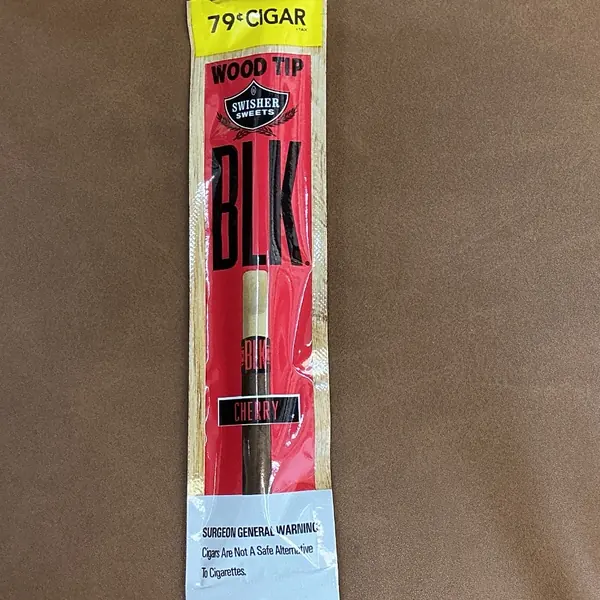 79¢ CIGAR
+TAX
WOOD TIP
SWISHER
SWEETS
BLK
BLK
CHERRY
SURGEON GENERAL WARNING:
Cigars Are Not A Safe Alternative
To Cigarettes.